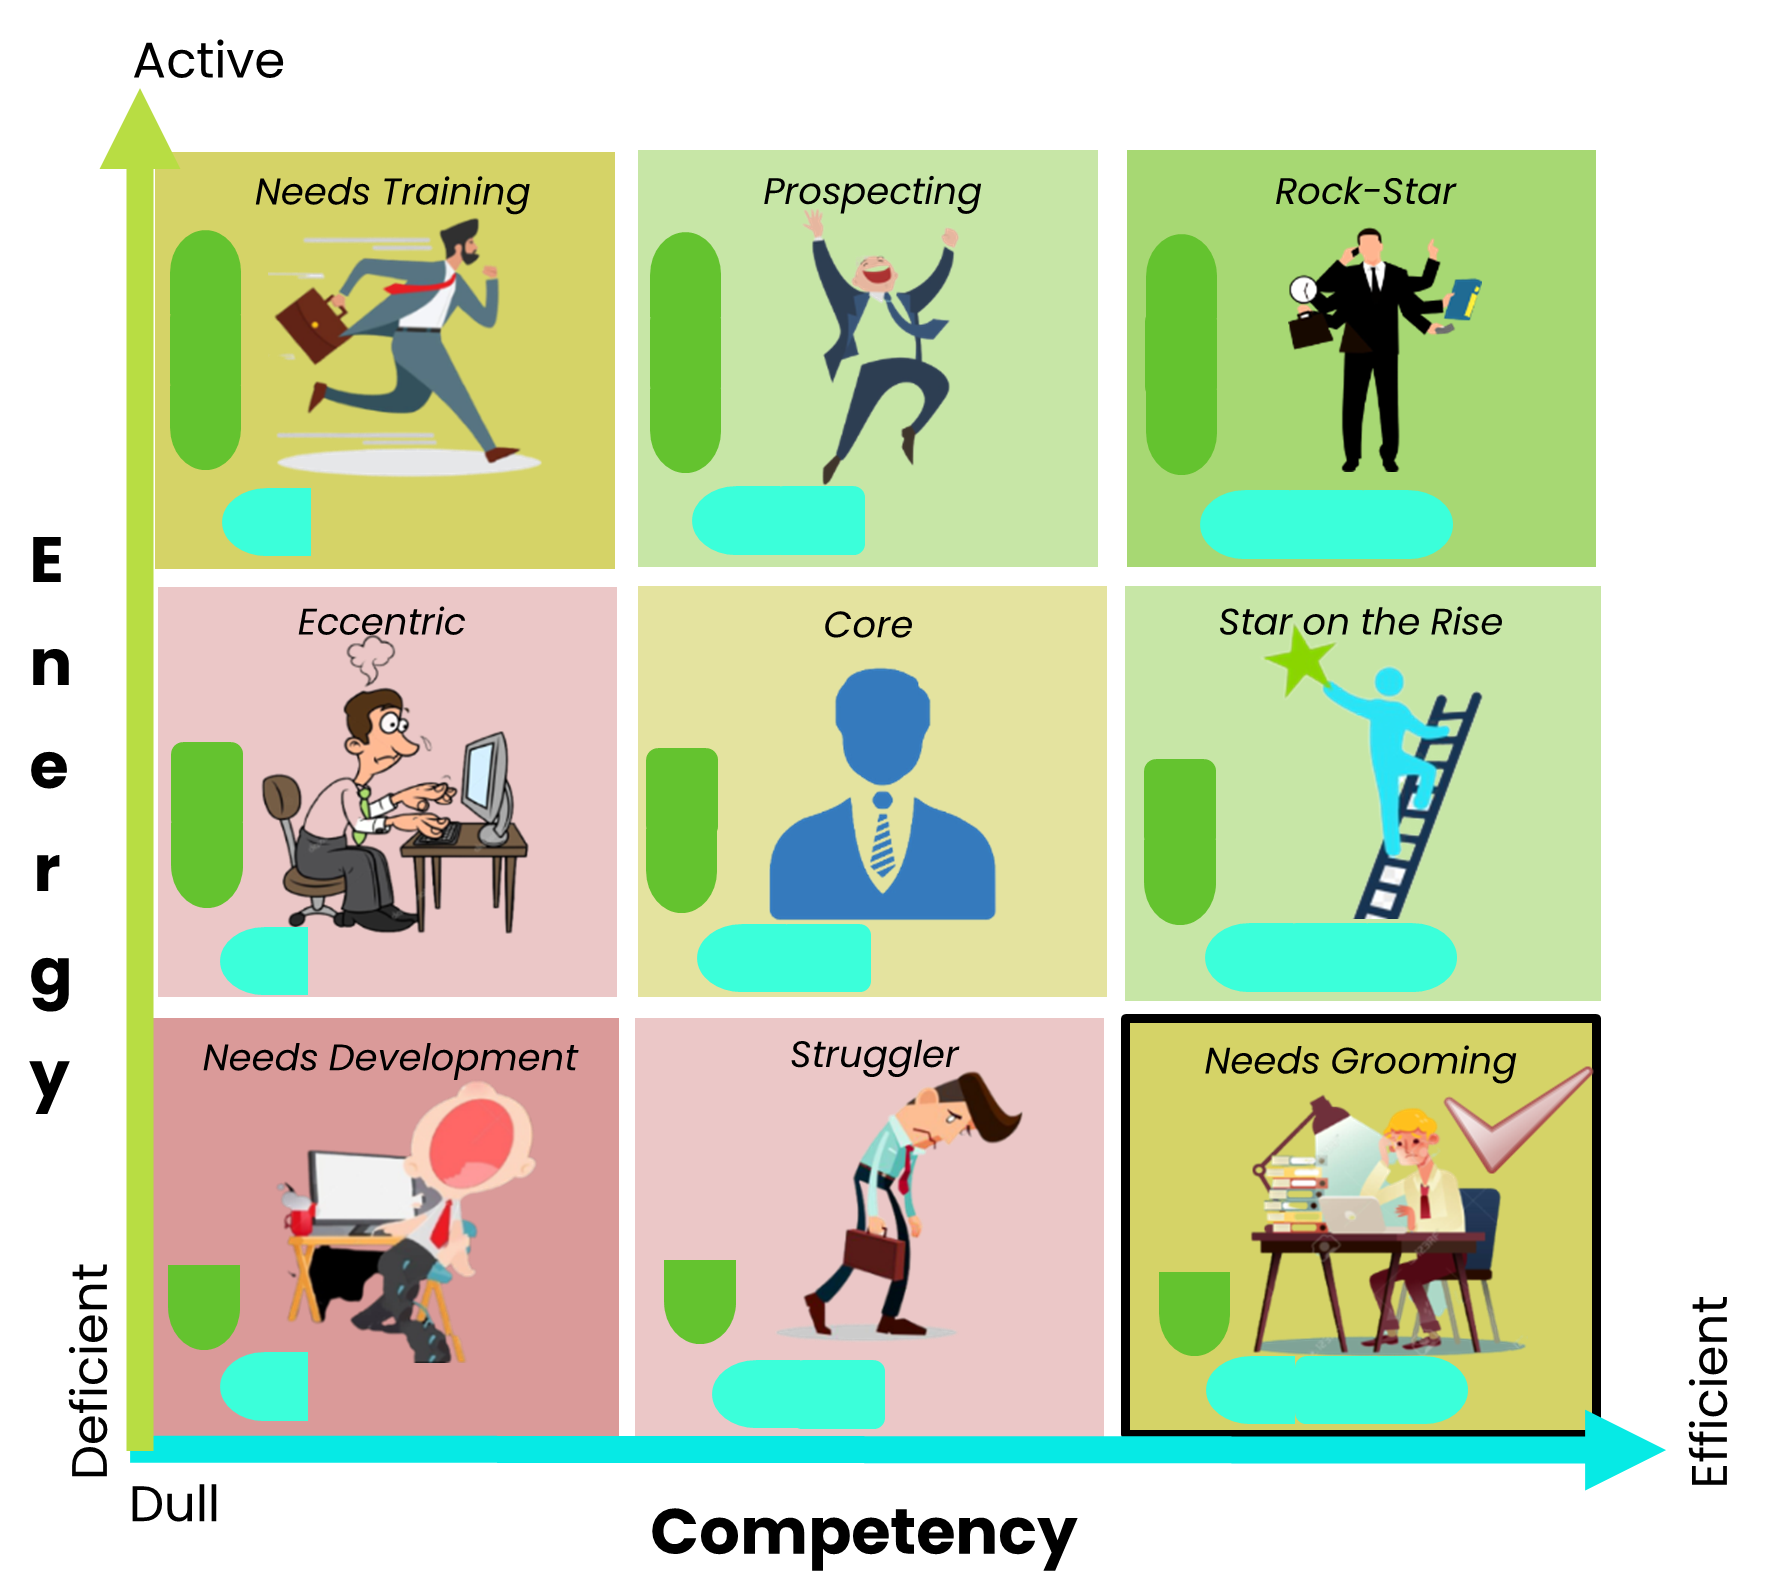 Active
Needs Training
Prospecting
Rock-Star
Energy
Eccentric
Core
Star on the Rise
Needs Development
Struggler
Needs Grooming
Deficient
Efficient
Dull
Competency